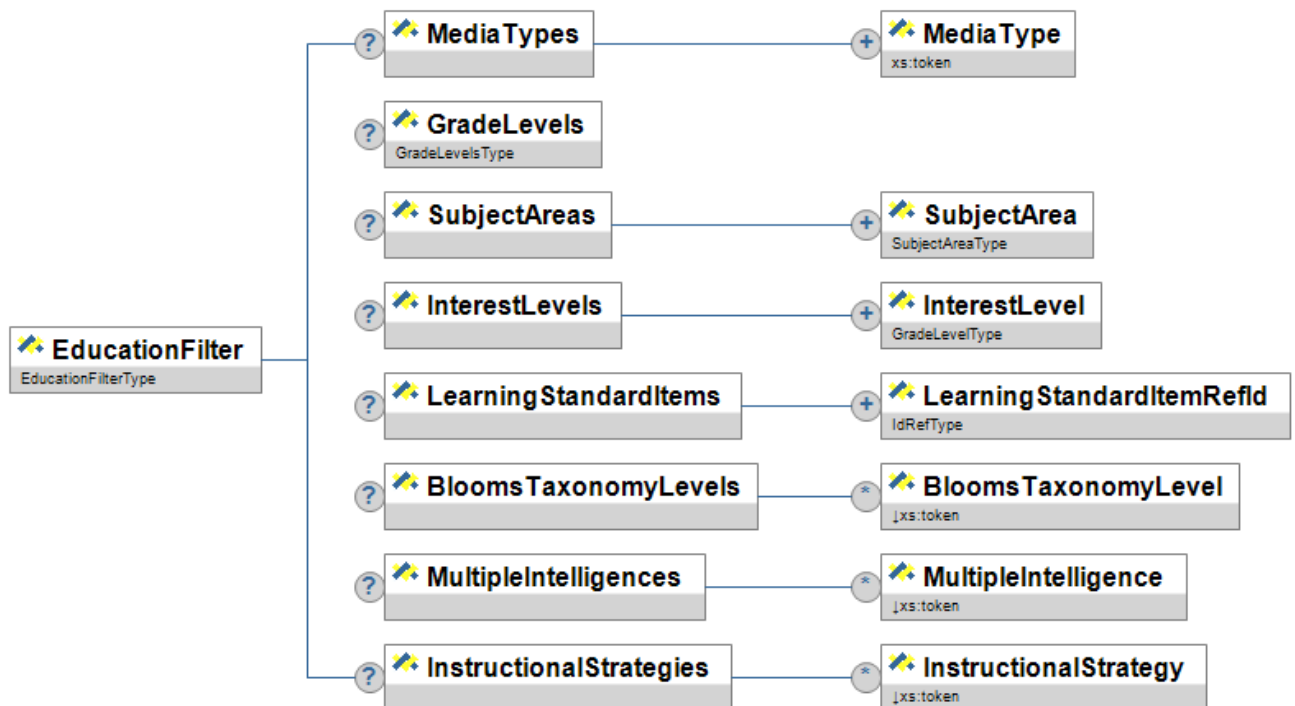 ? MediaTypes + MediaType
xs:token
? GradeLevels
GradeLevelsType
? SubjectAreas + SubjectArea
SubjectAreaType
? InterestLevels + InterestLevel
GradeLevelType
EducationFilter
EducationFilterType
? LearningStandardItems + LearningStandardItemRefId
IdRefType
? BloomsTaxonomyLevels * BloomsTaxonomyLevel
↓xs:token
? MultipleIntelligences * MultipleIntelligence
↓xs:token
? InstructionalStrategies * InstructionalStrategy
↓xs:token